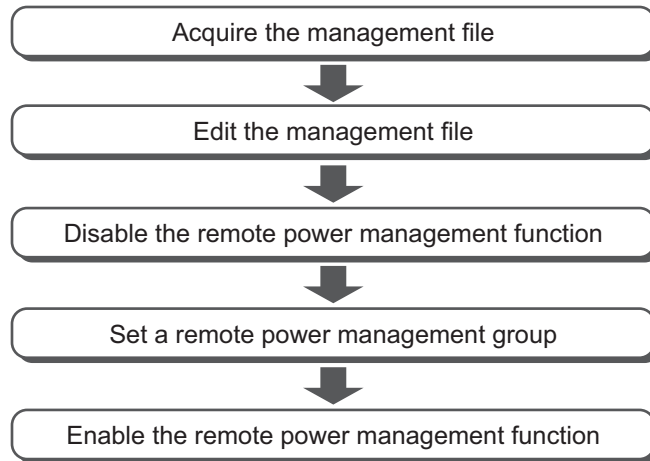 Acquire the management file
Edit the management file
Disable the remote power management function
Set a remote power management group
Enable the remote power management function